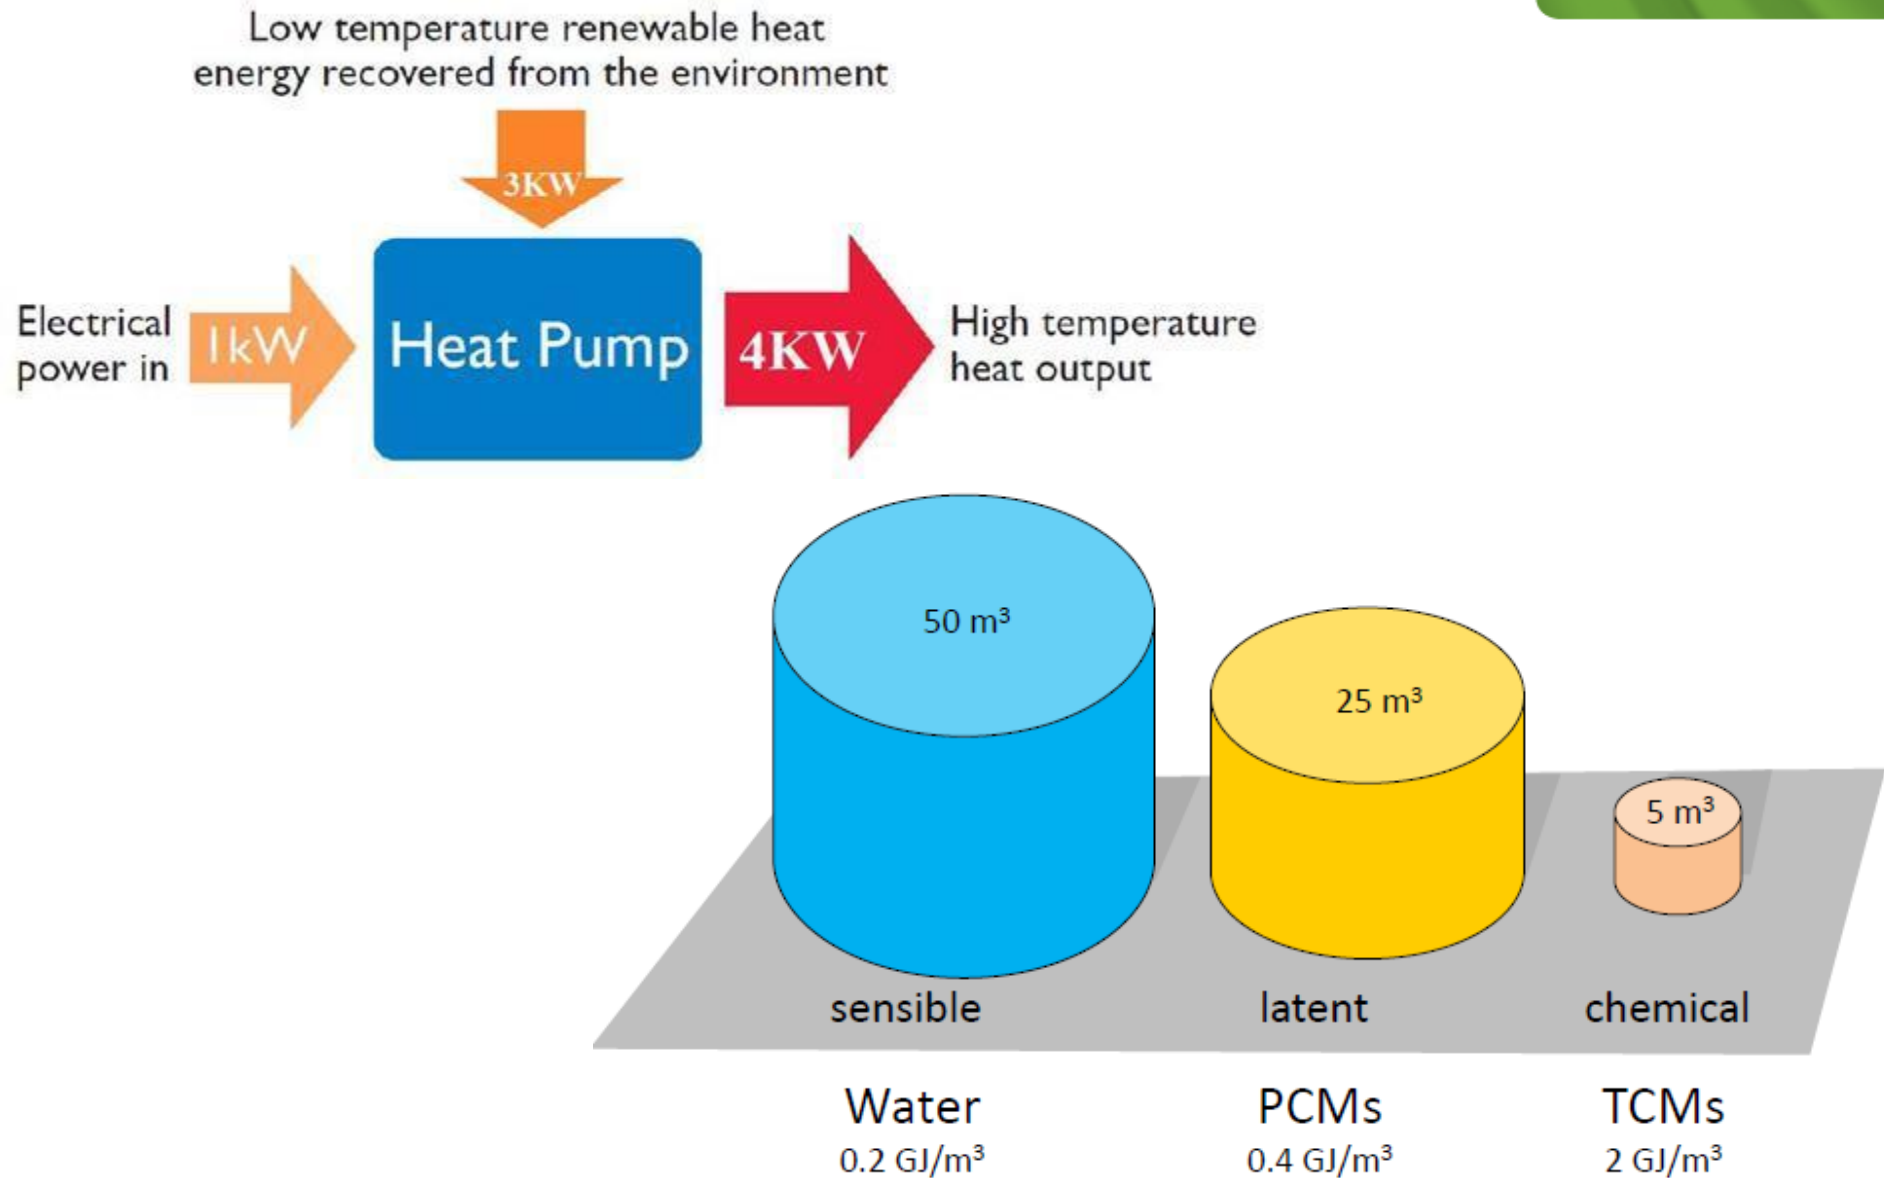 Low temperature renewable heat
energy recovered from the environment
3KW
Electrical
power in
1kW
Heat Pump
4KW
High temperature
heat output
50 m³
25 m³
5 m³
sensible
latent
chemical
Water
PCMs
TCMs
0.2 GJ/m³
0.4 GJ/m³
2 GJ/m³